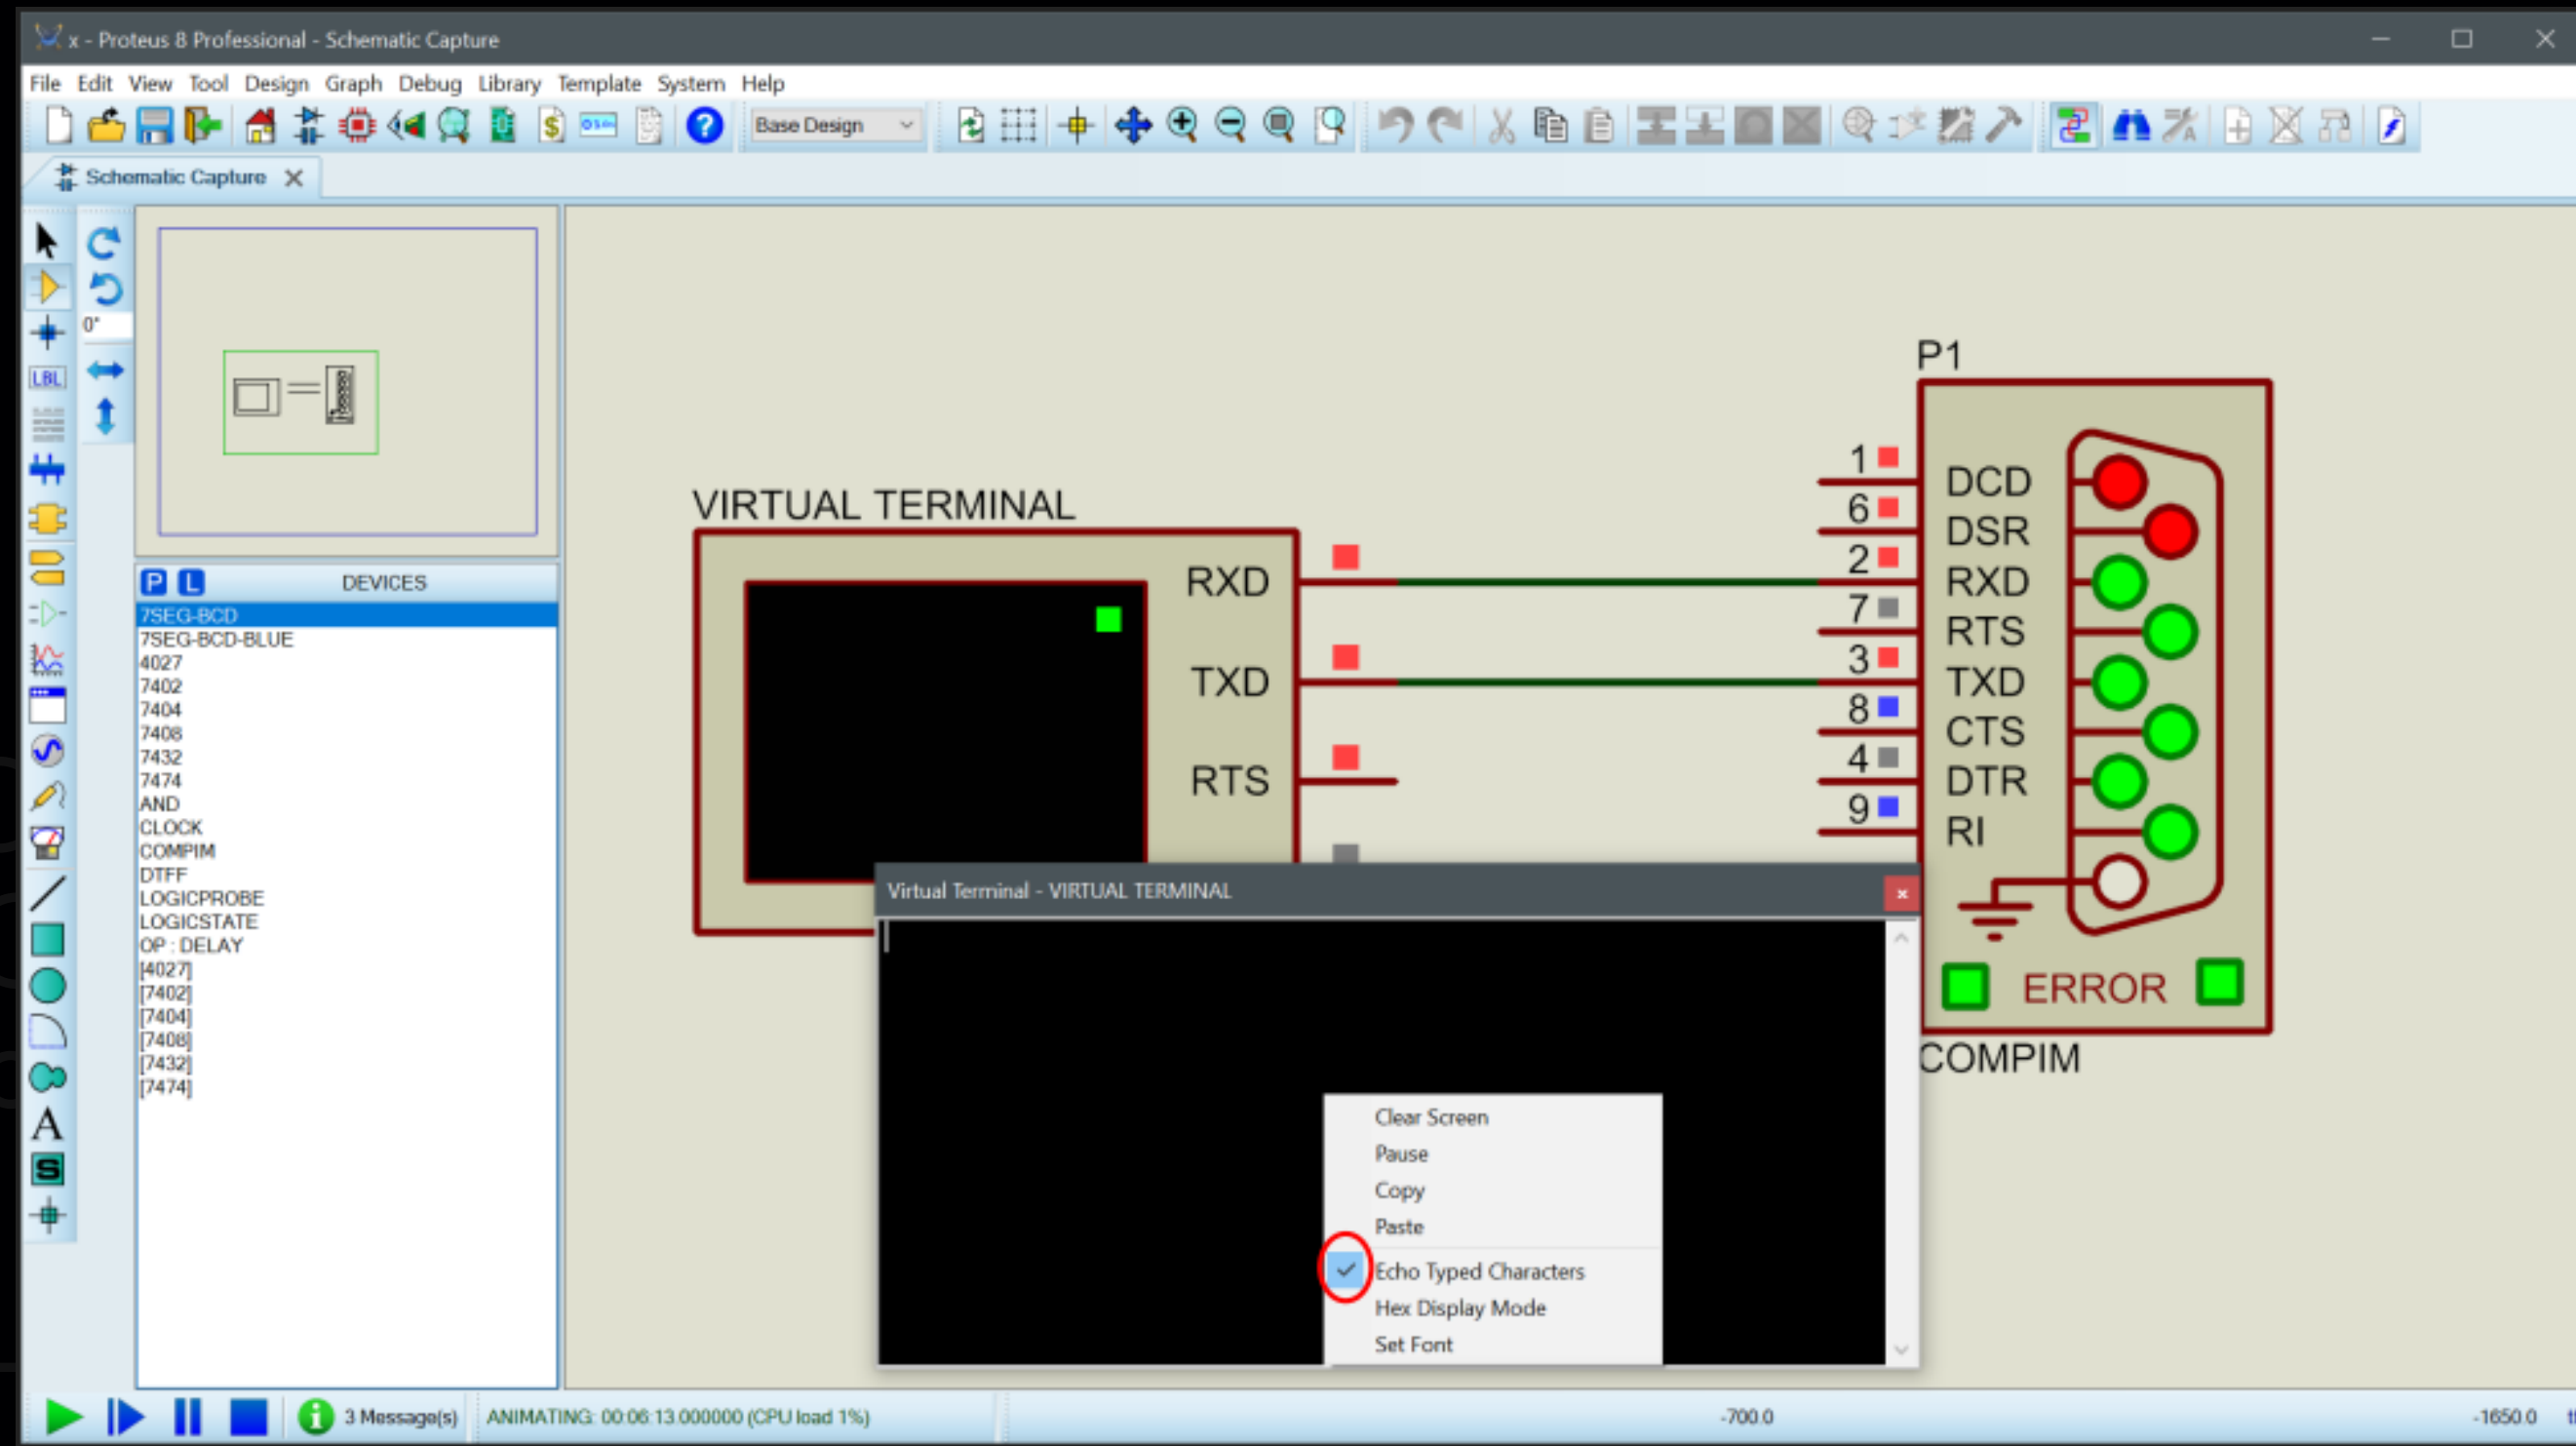 x - Proteus 8 Professional - Schematic Capture
File Edit View Tool Design Graph Debug Library Template System Help
Base Design
Schematic Capture
0°
LBL
P L DEVICES
7SEG-BCD
7SEG-BCD-BLUE
4027
7402
7404
7408
7432
7474
AND
CLOCK
COMPIM
DTFF
LOGICPROBE
LOGICSTATE
OP : DELAY
[4027]
[7402]
[7404]
[7408]
[7432]
[7474]
A
S
VIRTUAL TERMINAL
RXD
TXD
RTS
P1
1 DCD
6 DSR
2 RXD
7 RTS
3 TXD
8 CTS
4 DTR
9 RI
ERROR
COMPIM
Virtual Terminal - VIRTUAL TERMINAL
Clear Screen
Pause
Copy
Paste
Echo Typed Characters
Hex Display Mode
Set Font
3 Message(s) ANIMATING: 00:06:13.000000 (CPU load 1%) -700.0 -1650.0